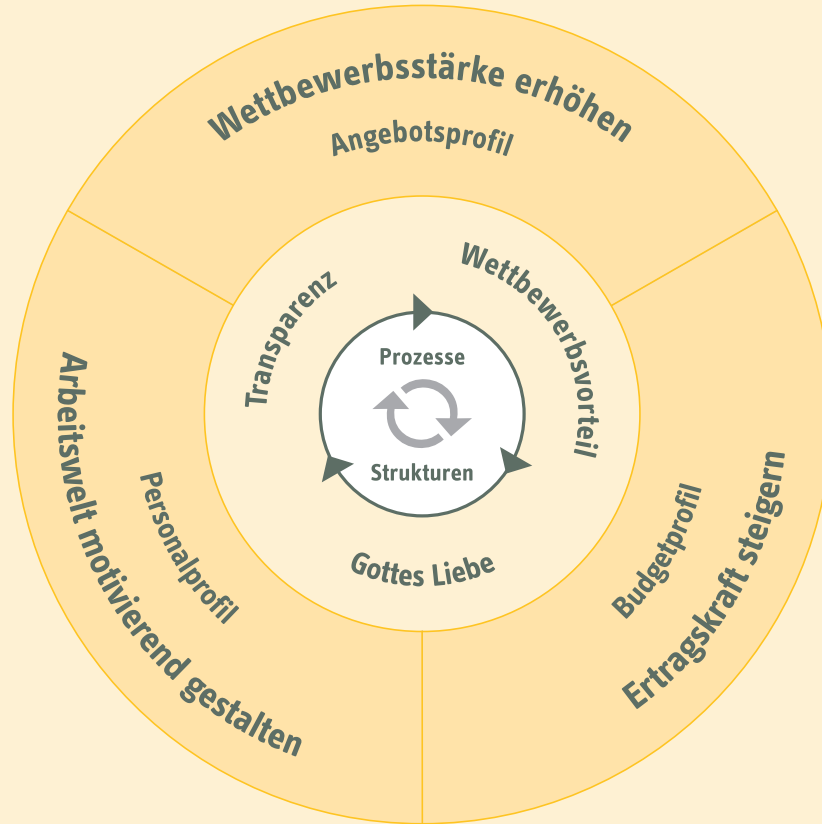 Wettbewerbsstärke erhöhen
Angebotsprofil
Transparenz
Wettbewerbsvorteil
Prozesse
Strukturen
Gottes Liebe
Arbeitswelt motivierend gestalten
Personalprofil
Budgetprofil
Ertragskraft steigern